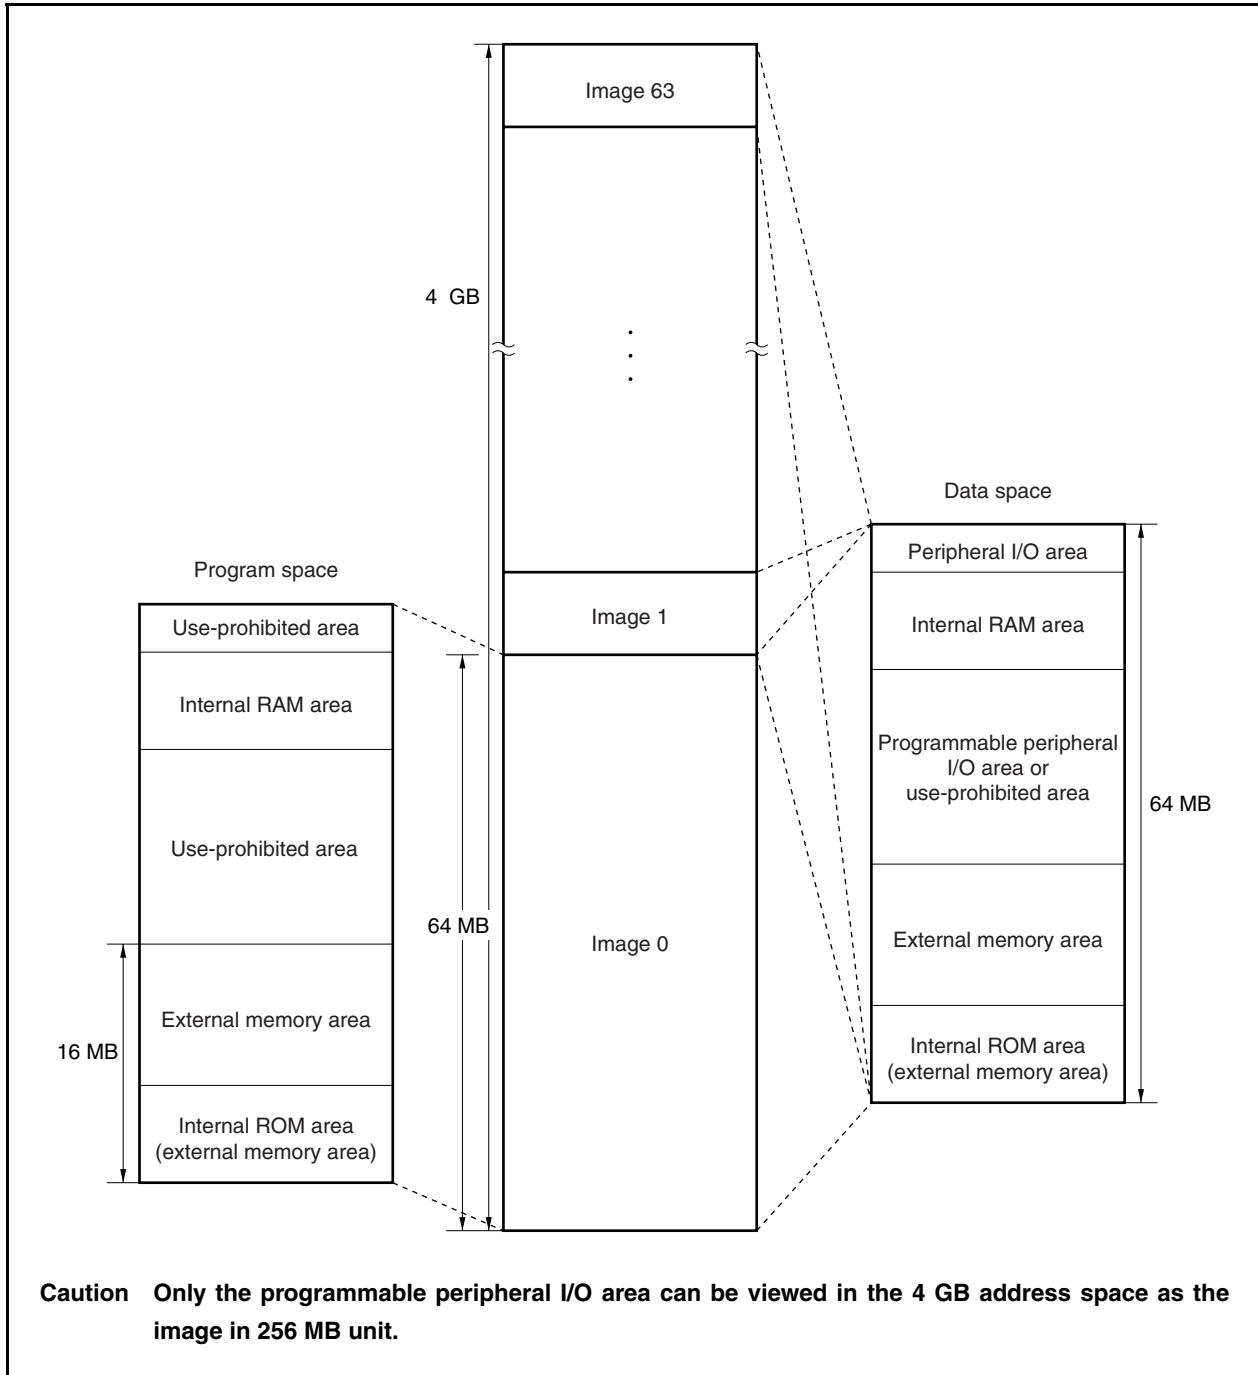 Image 63
4 GB
Data space
Peripheral I/O area
Program space
Use-prohibited area
Image 1
Internal RAM area
Internal RAM area
Programmable peripheral
I/O area or
use-prohibited area
64 MB
Use-prohibited area
64 MB
Image 0
External memory area
External memory area
16 MB
Internal ROM area
(external memory area)
Internal ROM area
(external memory area)
Caution Only the programmable peripheral I/O area can be viewed in the 4 GB address space as the
image in 256 MB unit.